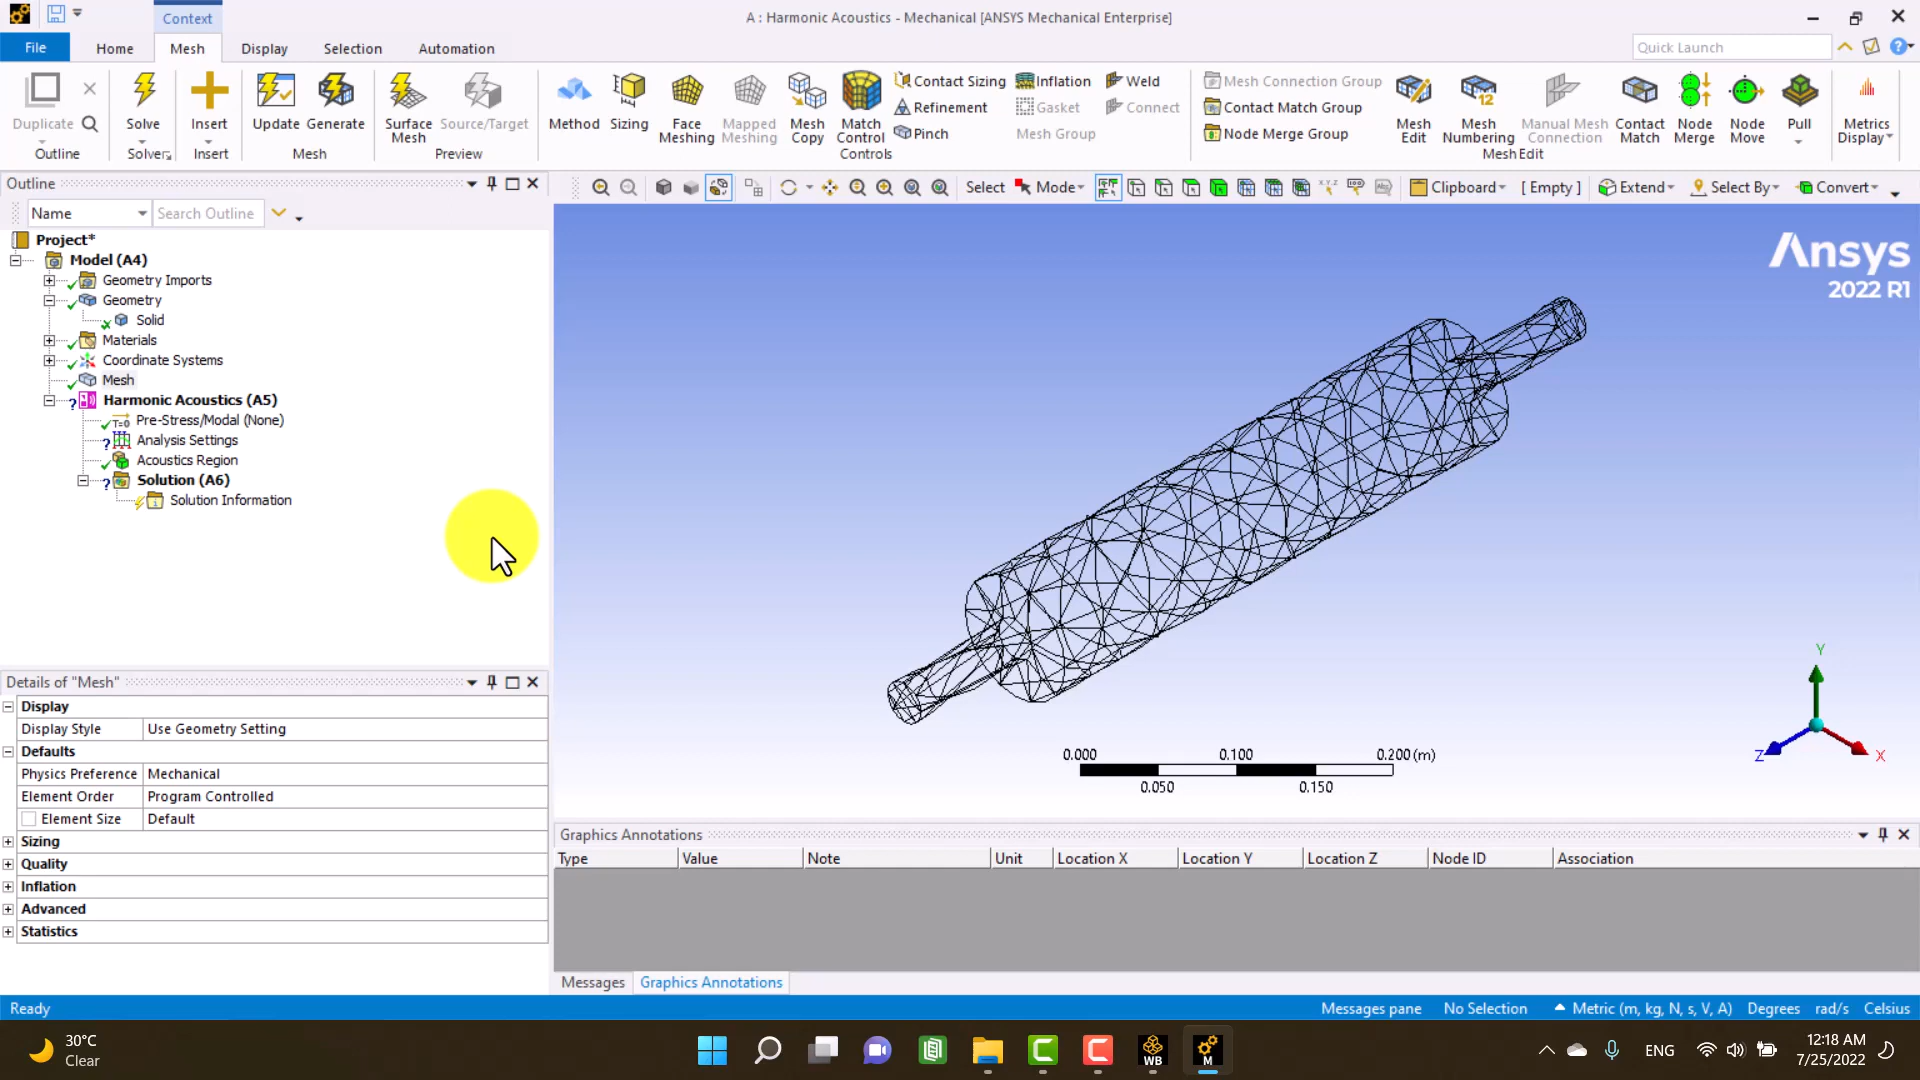 Context
A : Harmonic Acoustics - Mechanical [ANSYS Mechanical Enterprise]
File
Home
Mesh
Display
Selection
Automation
Quick Launch
Duplicate
Outline
Solve
Solver
Insert
Insert
Update
Generate
Mesh
Surface Mesh
Source/Target
Preview
Method
Sizing
Face Meshing
Mapped Meshing
Mesh Copy
Match Control
Contact Sizing
Refinement
Pinch
Inflation
Gasket
Mesh Group
Weld
Connect
Controls
Mesh Connection Group
Contact Match Group
Node Merge Group
Mesh Edit
Mesh Numbering
Manual Mesh Connection
Contact Match
Node Merge
Node Move
Pull
Mesh Edit
Metrics Display
Outline
Name
Search Outline
Select
Mode
Clipboard
[ Empty ]
Extend
Select By
Convert
Project*
Model (A4)
Geometry Imports
Geometry
Solid
Materials
Coordinate Systems
Mesh
Harmonic Acoustics (A5)
T=0
Pre-Stress/Modal (None)
Analysis Settings
Acoustics Region
Solution (A6)
Solution Information
Ansys
2022 R1
Y
Z
X
0.000
0.100
0.200 (m)
0.050
0.150
Details of "Mesh"
Display
Display Style
Use Geometry Setting
Defaults
Physics Preference
Mechanical
Element Order
Program Controlled
Element Size
Default
Sizing
Quality
Inflation
Advanced
Statistics
Graphics Annotations
Type
Value
Note
Unit
Location X
Location Y
Location Z
Node ID
Association
Messages
Graphics Annotations
Ready
Messages pane
No Selection
Metric (m, kg, N, s, V, A)
Degrees
rad/s
Celsius
30°C
Clear
WB
M
ENG
12:18 AM
7/25/2022